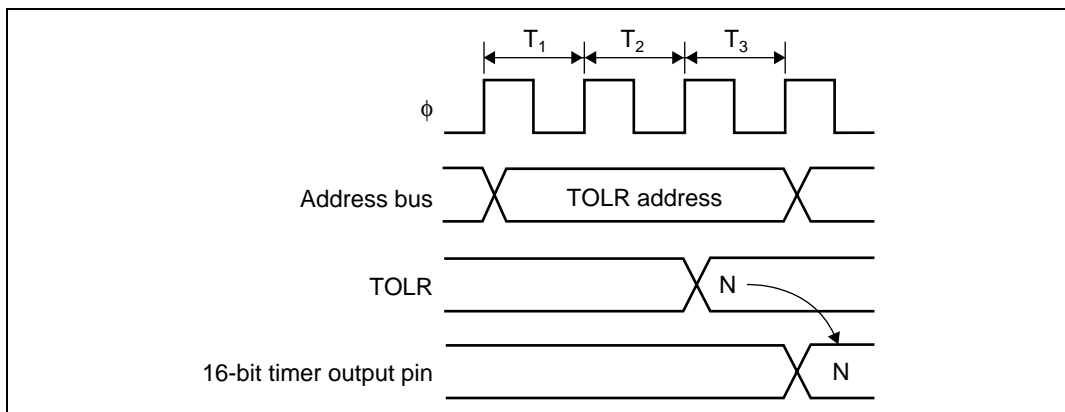 T₁ T₂ T₃
φ
Address bus TOLR address
TOLR N
16-bit timer output pin N